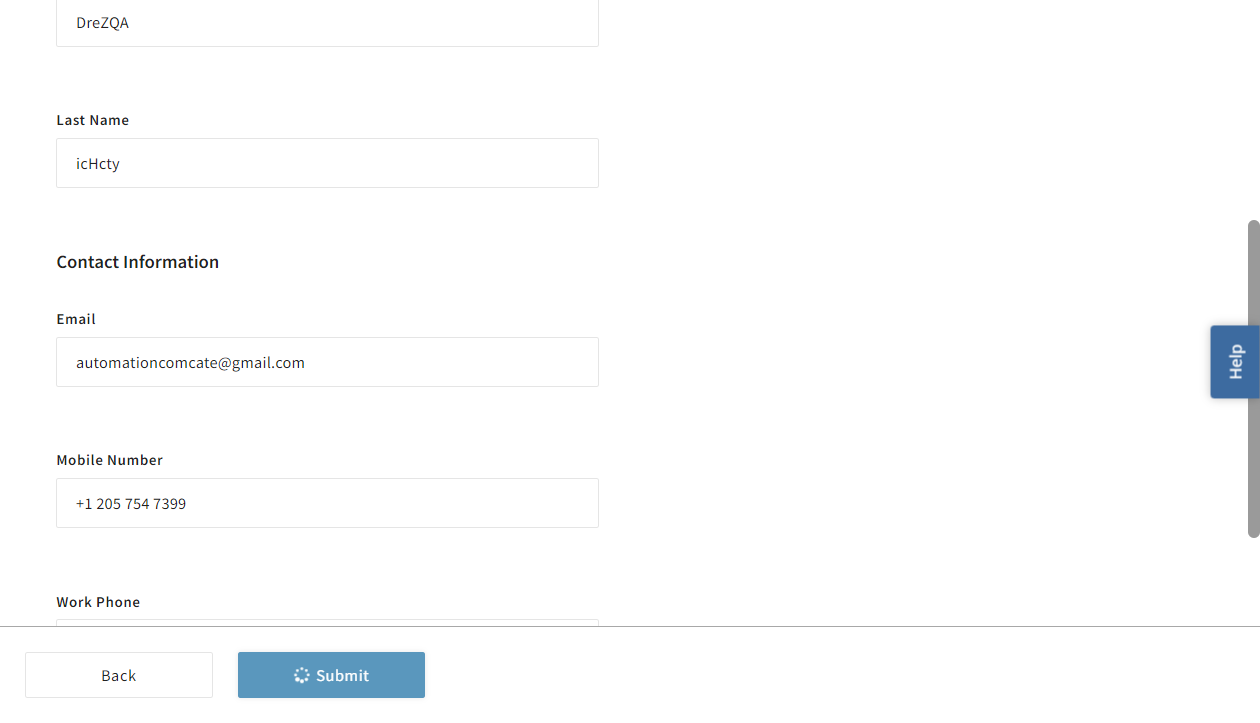 DreZQA
Last Name
icHcty
Contact Information
Email
automationcomcate@gmail.com
Help
Mobile Number
+1 205 754 7399
Work Phone
Back
Submit